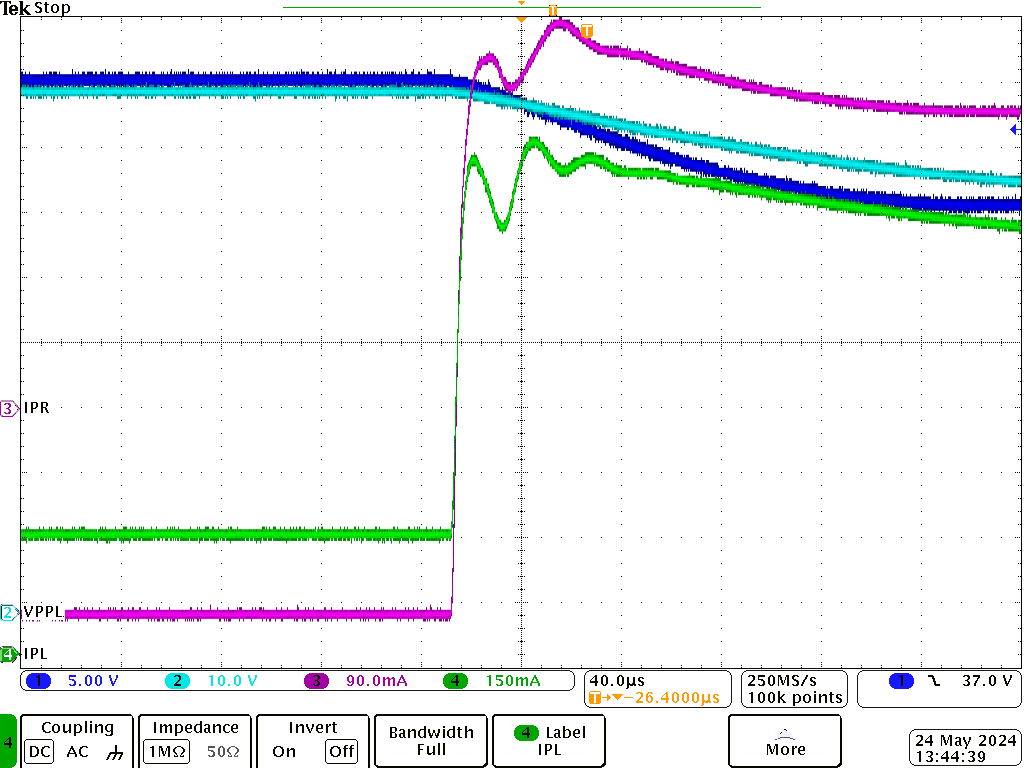 Tek Stop
T
T
3 IPR
2 VPPL
4 IPL
1 5.00 V 2 10.0 V 3 90.0mA 4 150mA
40.0µs
T→▼−26.4000µs
250MS/s
100k points
1 37.0 V
4
Coupling
DC AC
Impedance
1MΩ 50Ω
Invert
On Off
Bandwidth
Full
4 Label
IPL
More
24 May 2024
13:44:39